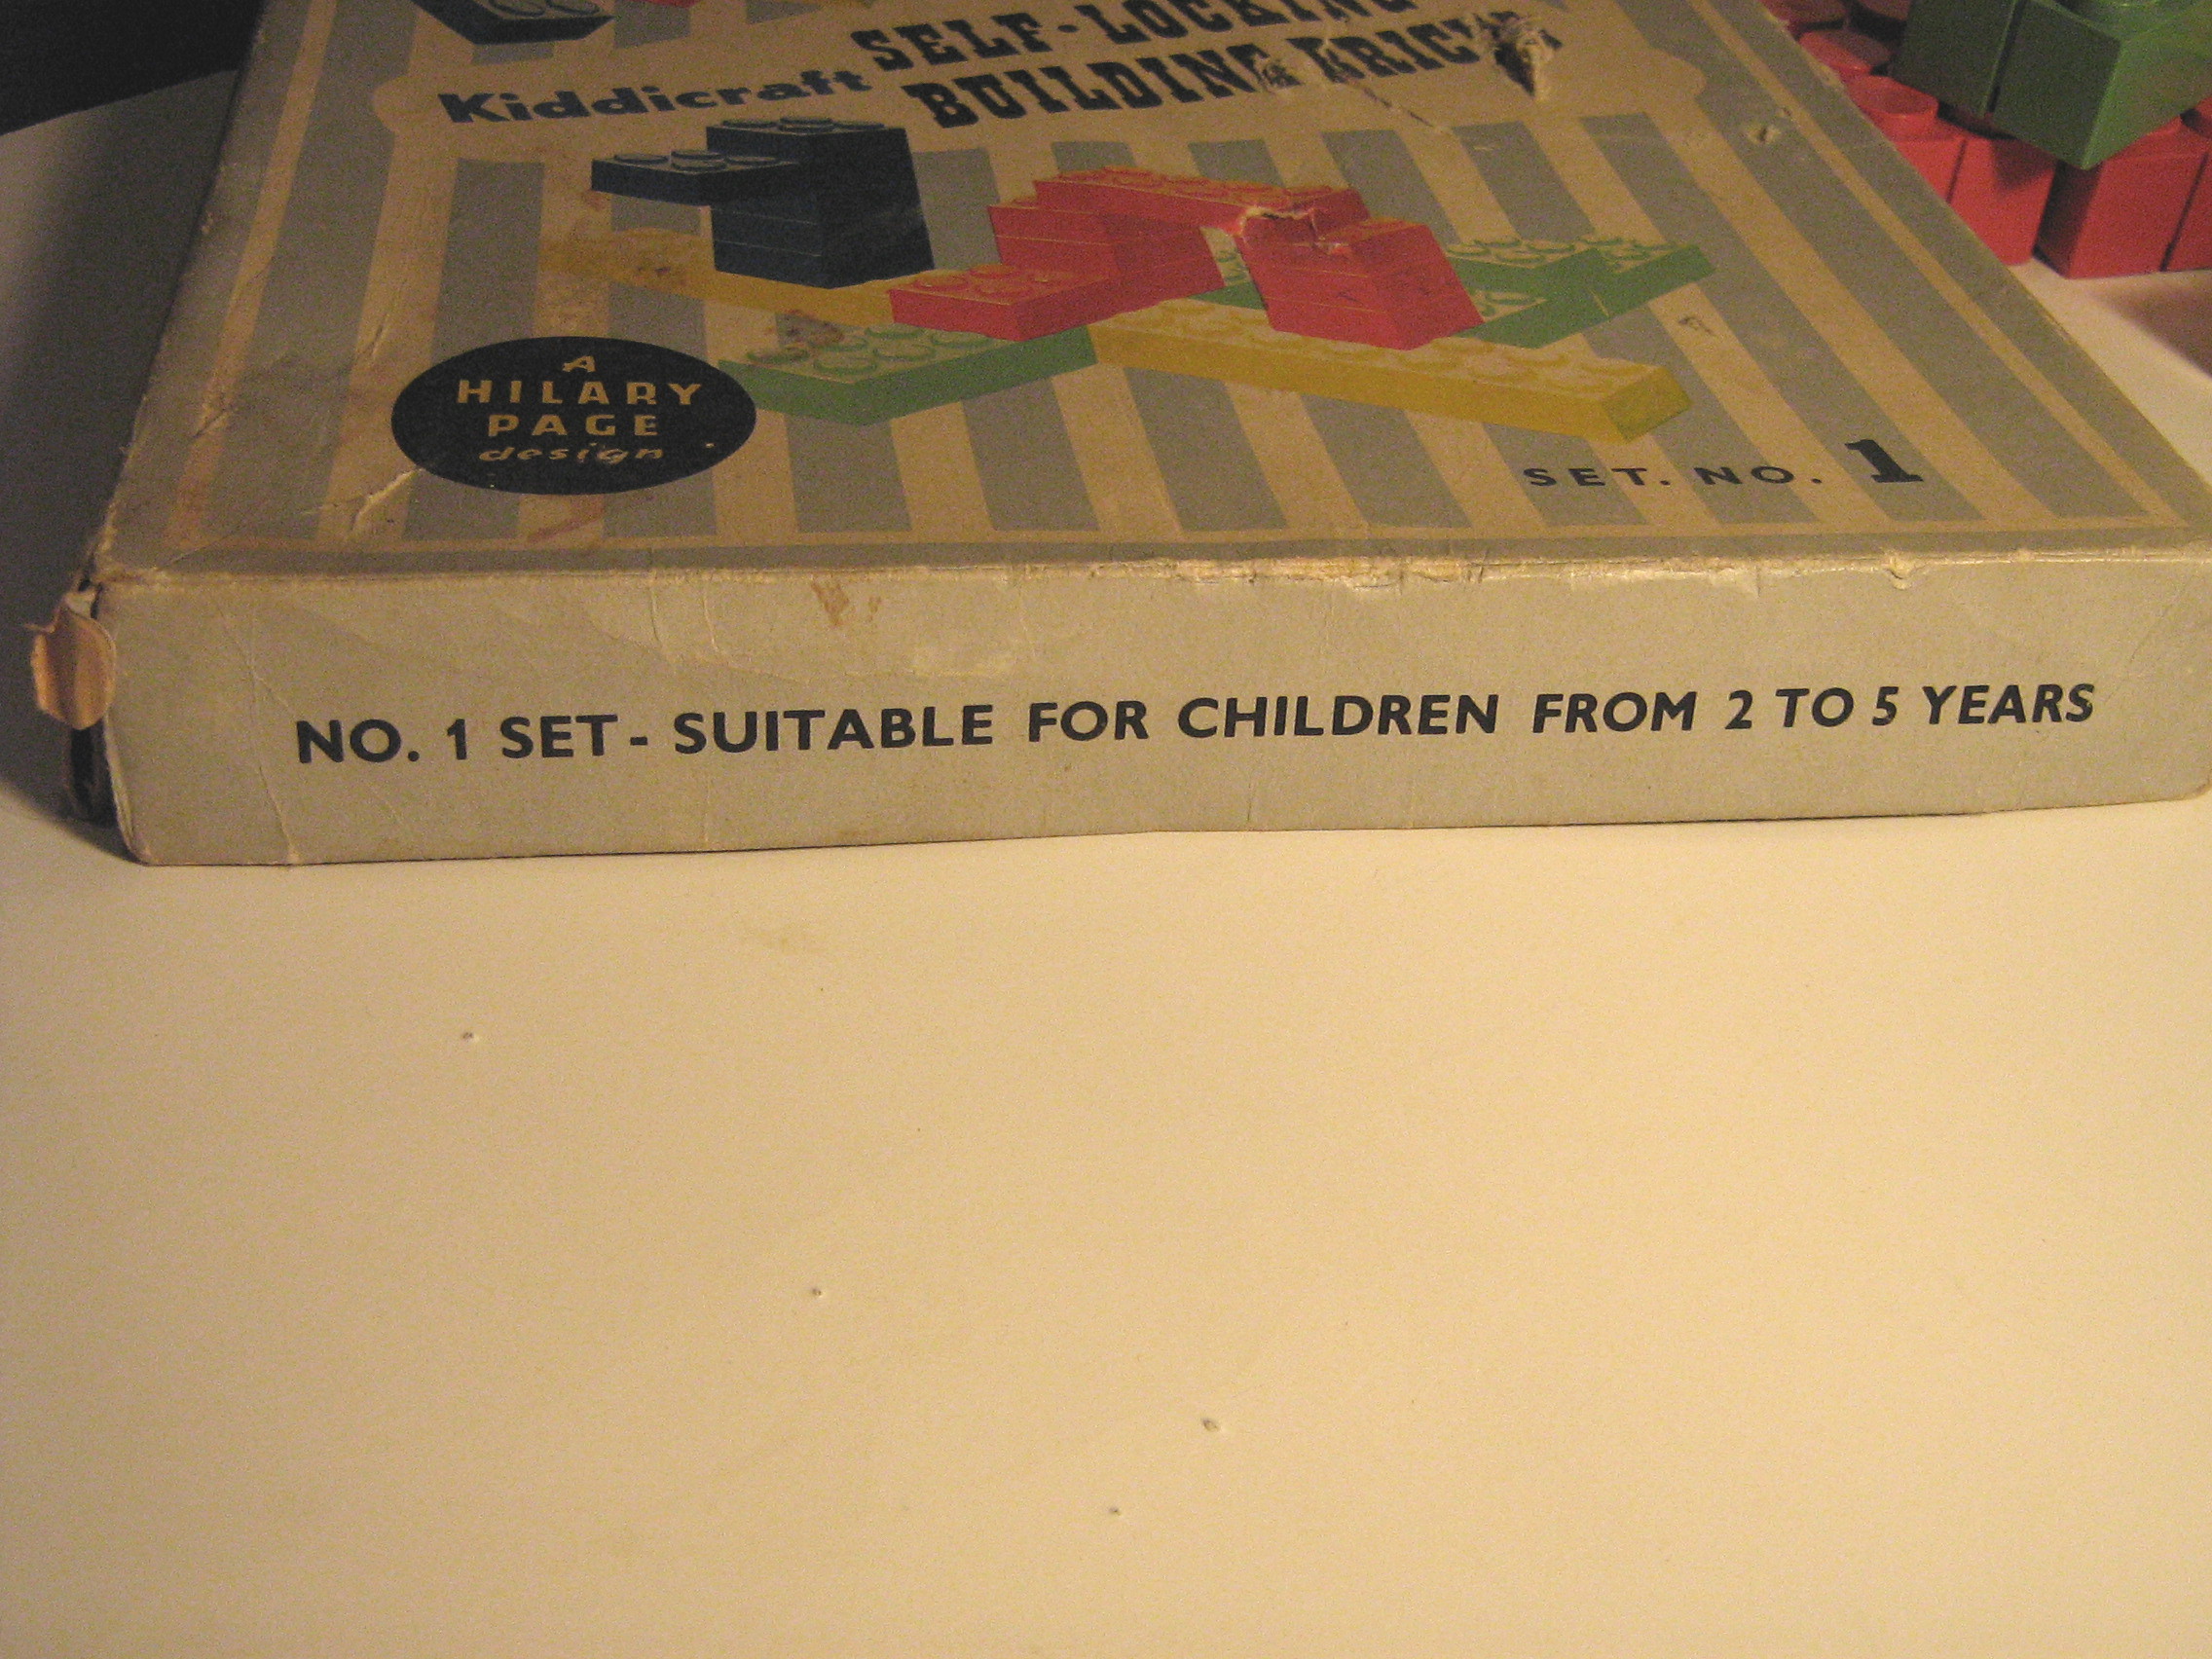 SELF-LOCKING
Kiddicraft
BUILDING BRICKS
A
HILARY
PAGE
design
SET. NO. 1
NO. 1 SET - SUITABLE FOR CHILDREN FROM 2 TO 5 YEARS